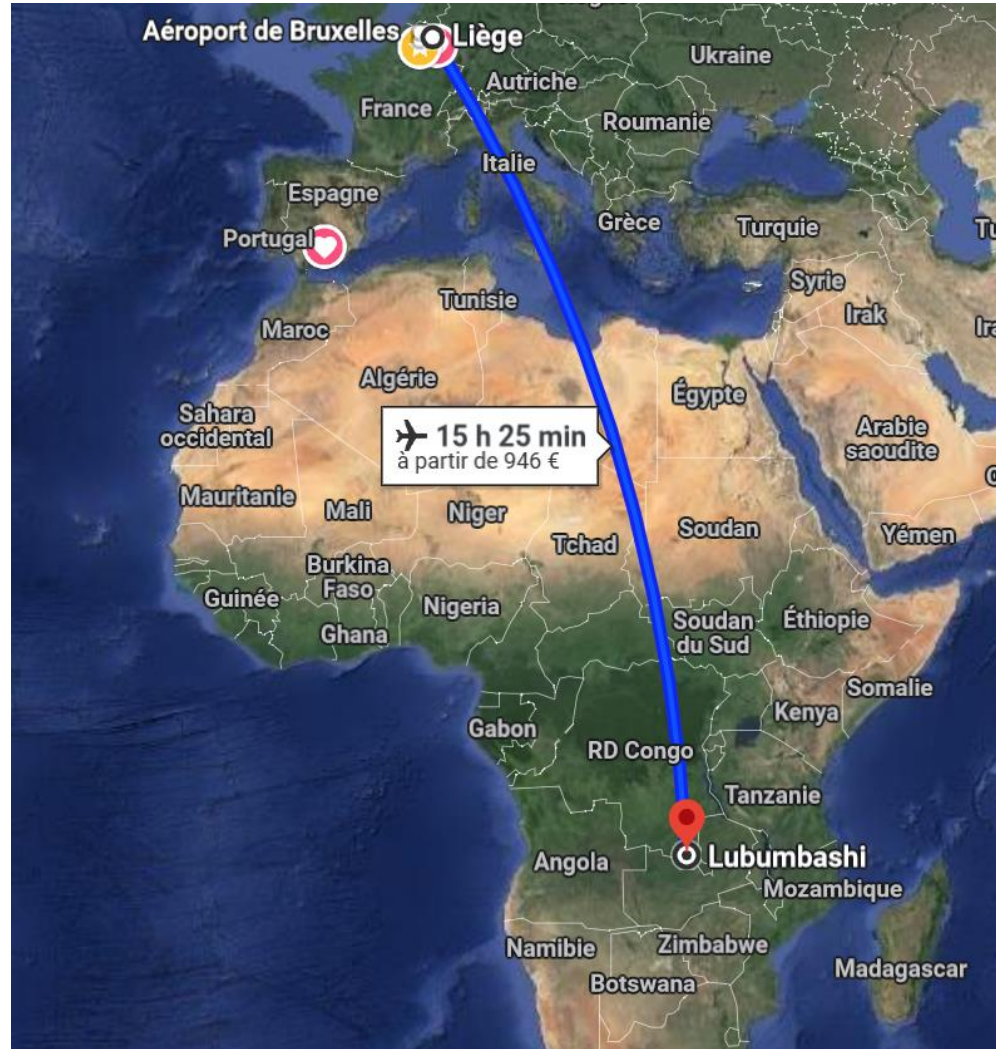 Aéroport de Bruxelles
Liège
Ukraine
Autriche
France
Roumanie
Italie
Espagne
Grèce
Turquie
Portugal
Syrie
Tunisie
Irak
Maroc
Algérie
Égypte
Sahara
occidental
15 h 25 min
à partir de 946 €
Arabie
saoudite
Mauritanie
Mali
Niger
Soudan
Yémen
Tchad
Burkina
Faso
Guinée
Nigeria
Soudan
du Sud
Éthiopie
Ghana
Somalie
Kenya
Gabon
RD Congo
Tanzanie
Lubumbashi
Angola
Mozambique
Namibie
Zimbabwe
Madagascar
Botswana